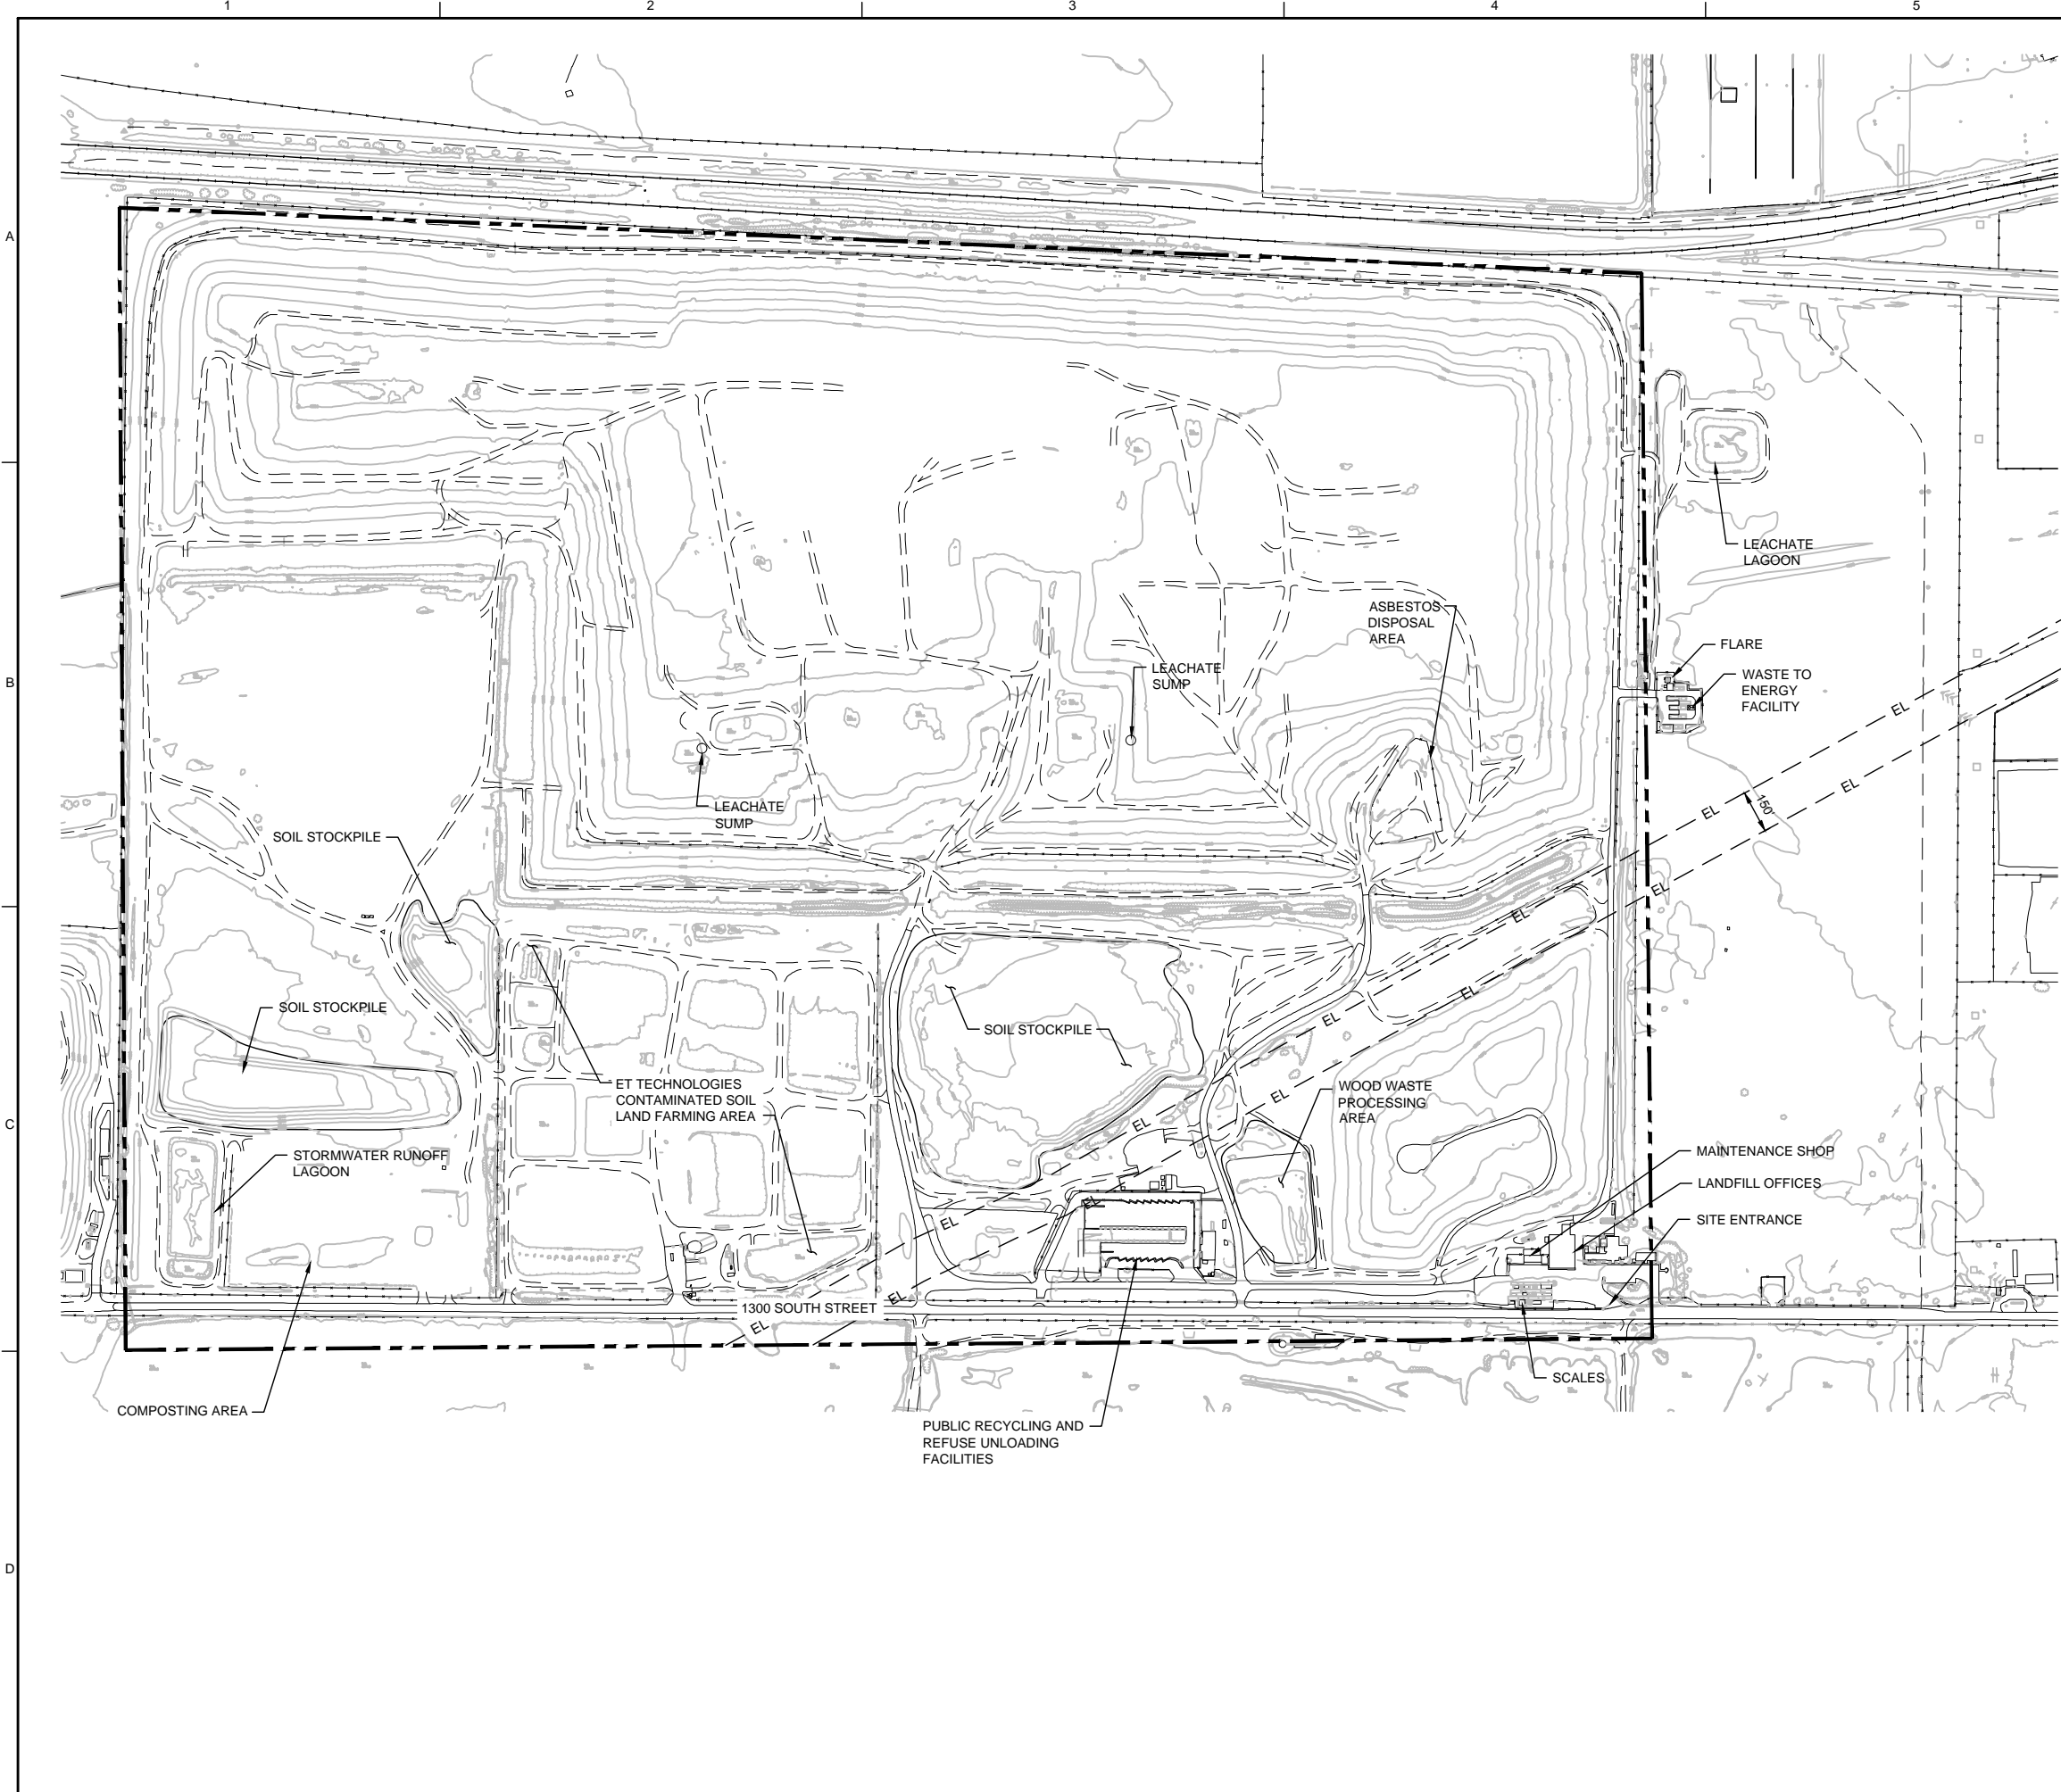 1
2
3
4
5
A
LEACHATE
LAGOON
ASBESTOS
DISPOSAL
AREA
FLARE
LEACHATE
SUMP
WASTE TO
ENERGY
FACILITY
B
EL
EL
EL
150'
LEACHATE
SUMP
SOIL STOCKPILE
EL
EL
EL
SOIL STOCKPILE
EL
SOIL STOCKPILE
ET TECHNOLOGIES
CONTAMINATED SOIL
LAND FARMING AREA
WOOD WASTE
PROCESSING
AREA
EL
C
EL
STORMWATER RUNOFF
LAGOON
MAINTENANCE SHOP
LANDFILL OFFICES
EL
EL
SITE ENTRANCE
EL
1300 SOUTH STREET
EL
SCALES
COMPOSTING AREA
PUBLIC RECYCLING AND
REFUSE UNLOADING
FACILITIES
D